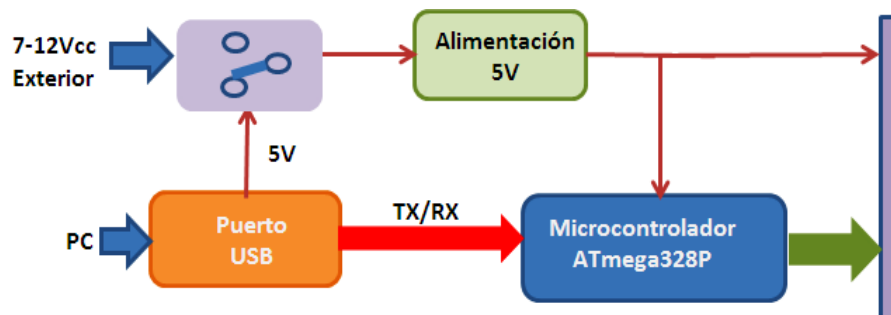 7-12Vcc
Exterior
Alimentación
5V
5V
PC
Puerto
USB
TX/RX
Microcontrolador
ATmega328P